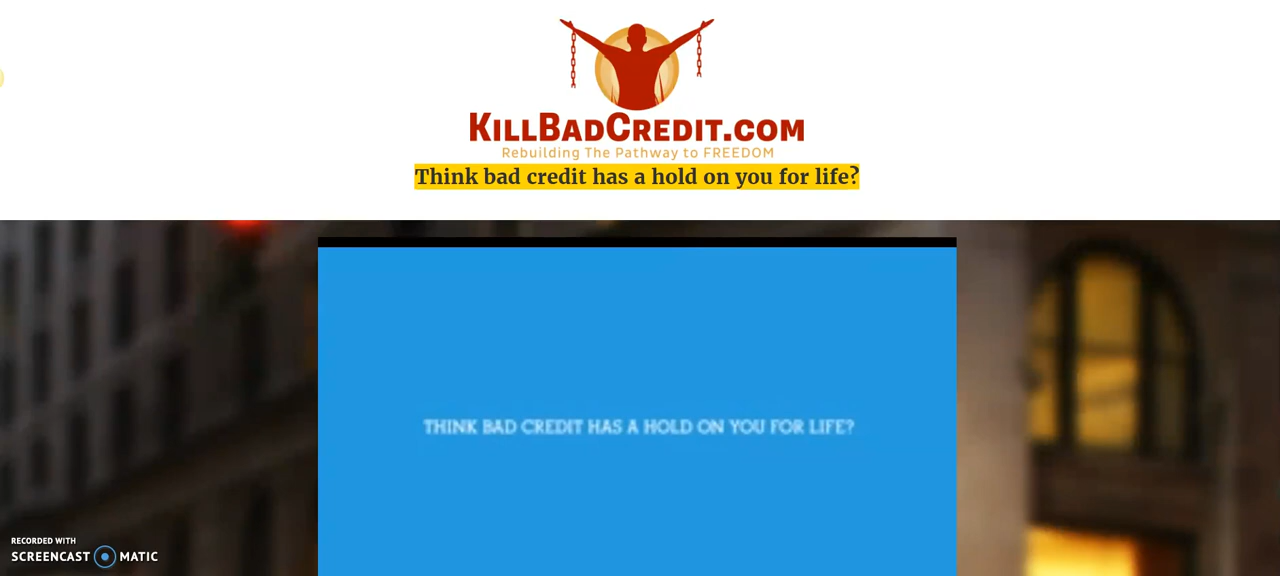 KILLBADCREDIT.COM
Rebuilding The Pathway to FREEDOM
Think bad credit has a hold on you for life?
THINK BAD CREDIT HAS A HOLD ON YOU FOR LIFE?
RECORDED WITH
SCREENCAST MATIC